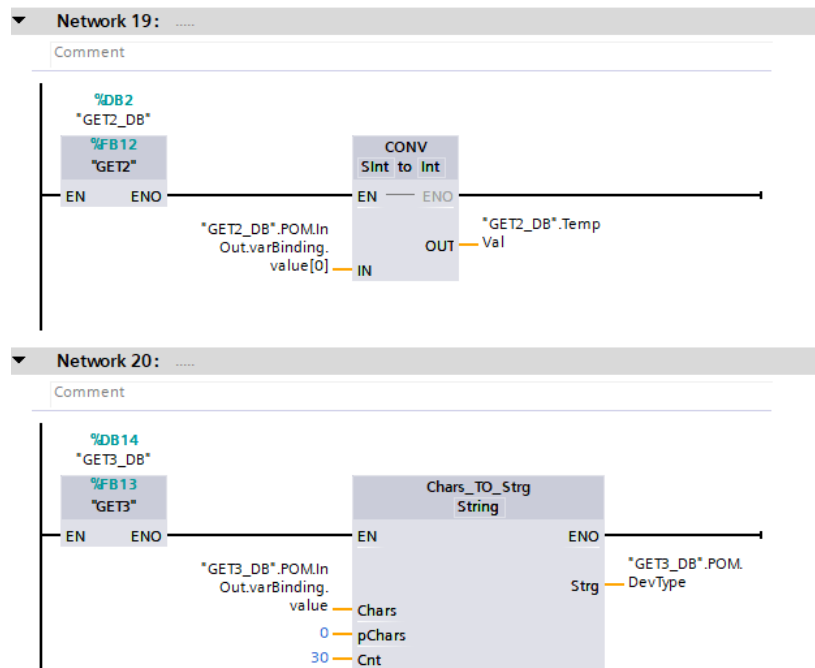 Network 19: .....
Comment
%DB2
"GET2_DB"
%FB12
"GET2"
EN ENO
CONV
SInt to Int
EN ENO
"GET2_DB".POM.In
Out.varBinding.
value[0]
IN
OUT
"GET2_DB".Temp
Val
Network 20: .....
Comment
%DB14
"GET3_DB"
%FB13
"GET3"
EN ENO
Chars_TO_Strg
String
EN ENO
"GET3_DB".POM.In
Out.varBinding.
value
Chars
Strg
"GET3_DB".POM.
DevType
0 pChars
30 Cnt